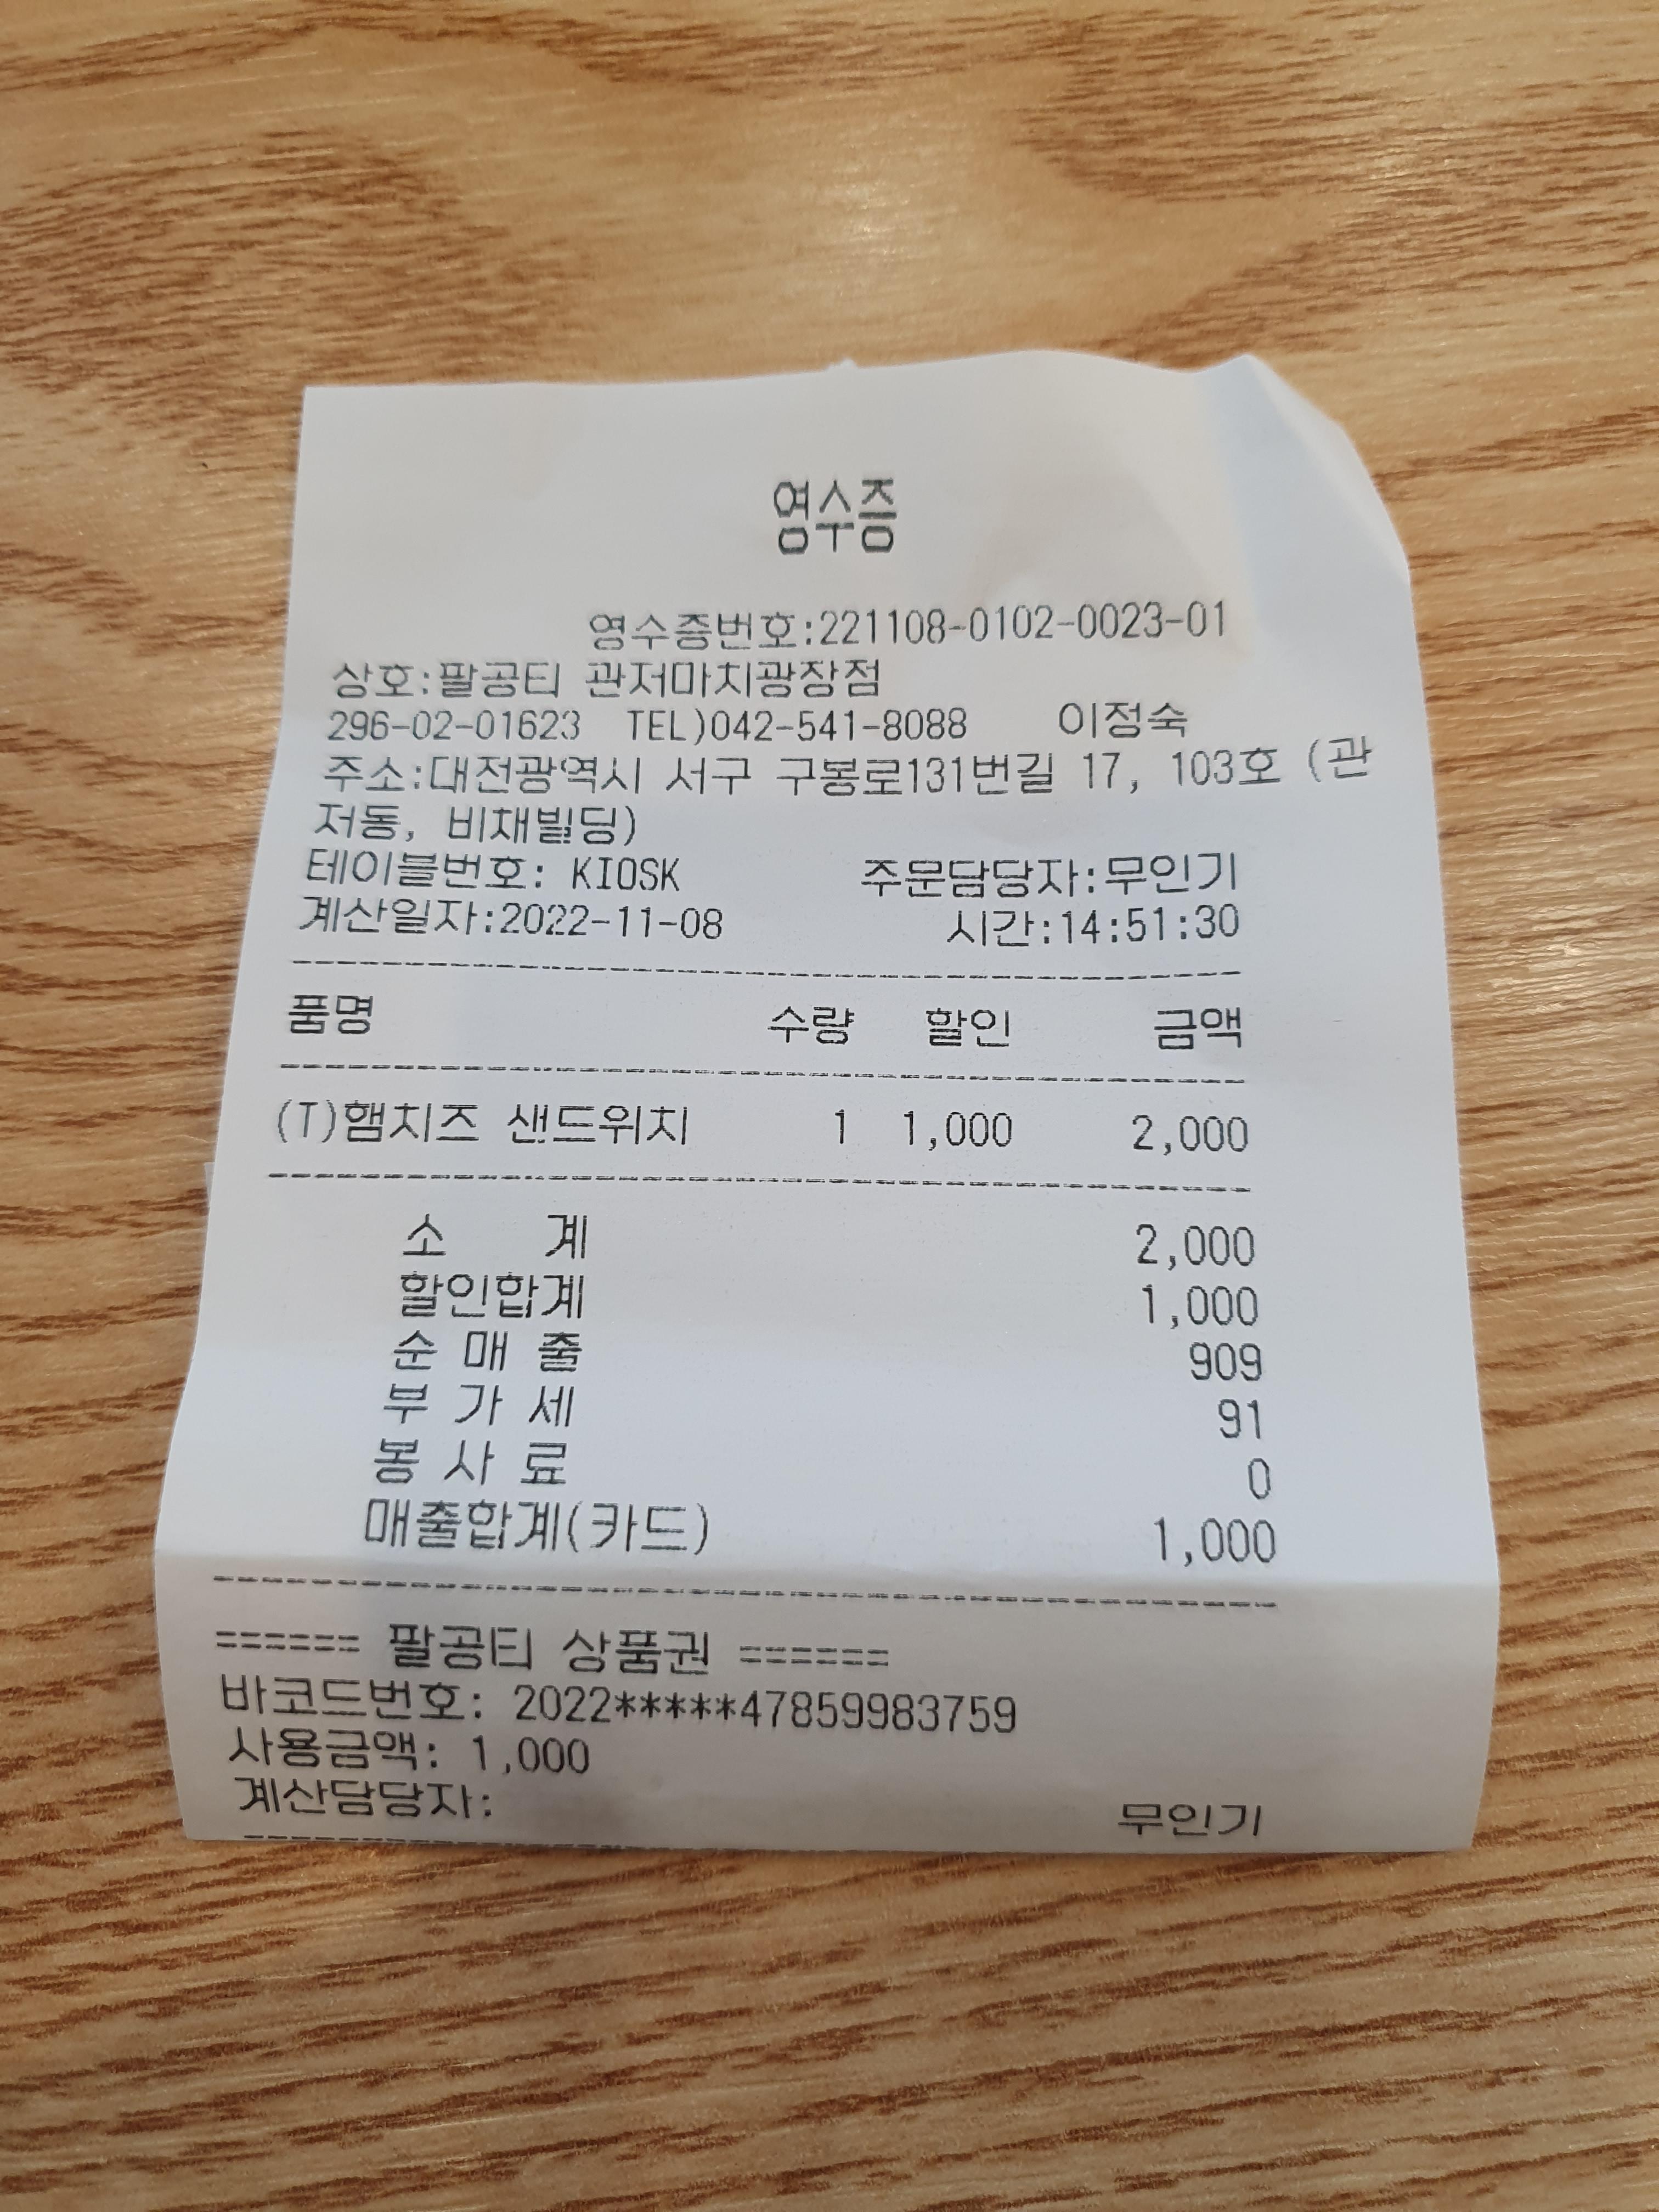 영수증
영수증번호:221108-0102-0023-01
상호:팔공티 관저마치광장점
296-02-01623 TEL)042-541-8088 이정숙
주소:대전광역시 서구 구봉로131번길 17, 103호 (관
저동, 비채빌딩)
테이블번호: KIOSK 주문담당자:무인기
계산일자:2022-11-08 시간:14:51:30
품명 수량 할인 금액
(T)햄치즈 샌드위치 1 1,000 2,000
소 계 2,000
할인합계 1,000
순 매 출 909
부 가 세 91
봉 사 료 0
매출합계(카드) 1,000
====== 팔공티 상품권 ======
바코드번호: 2022*****47859983759
사용금액: 1,000
계산담당자: 무인기